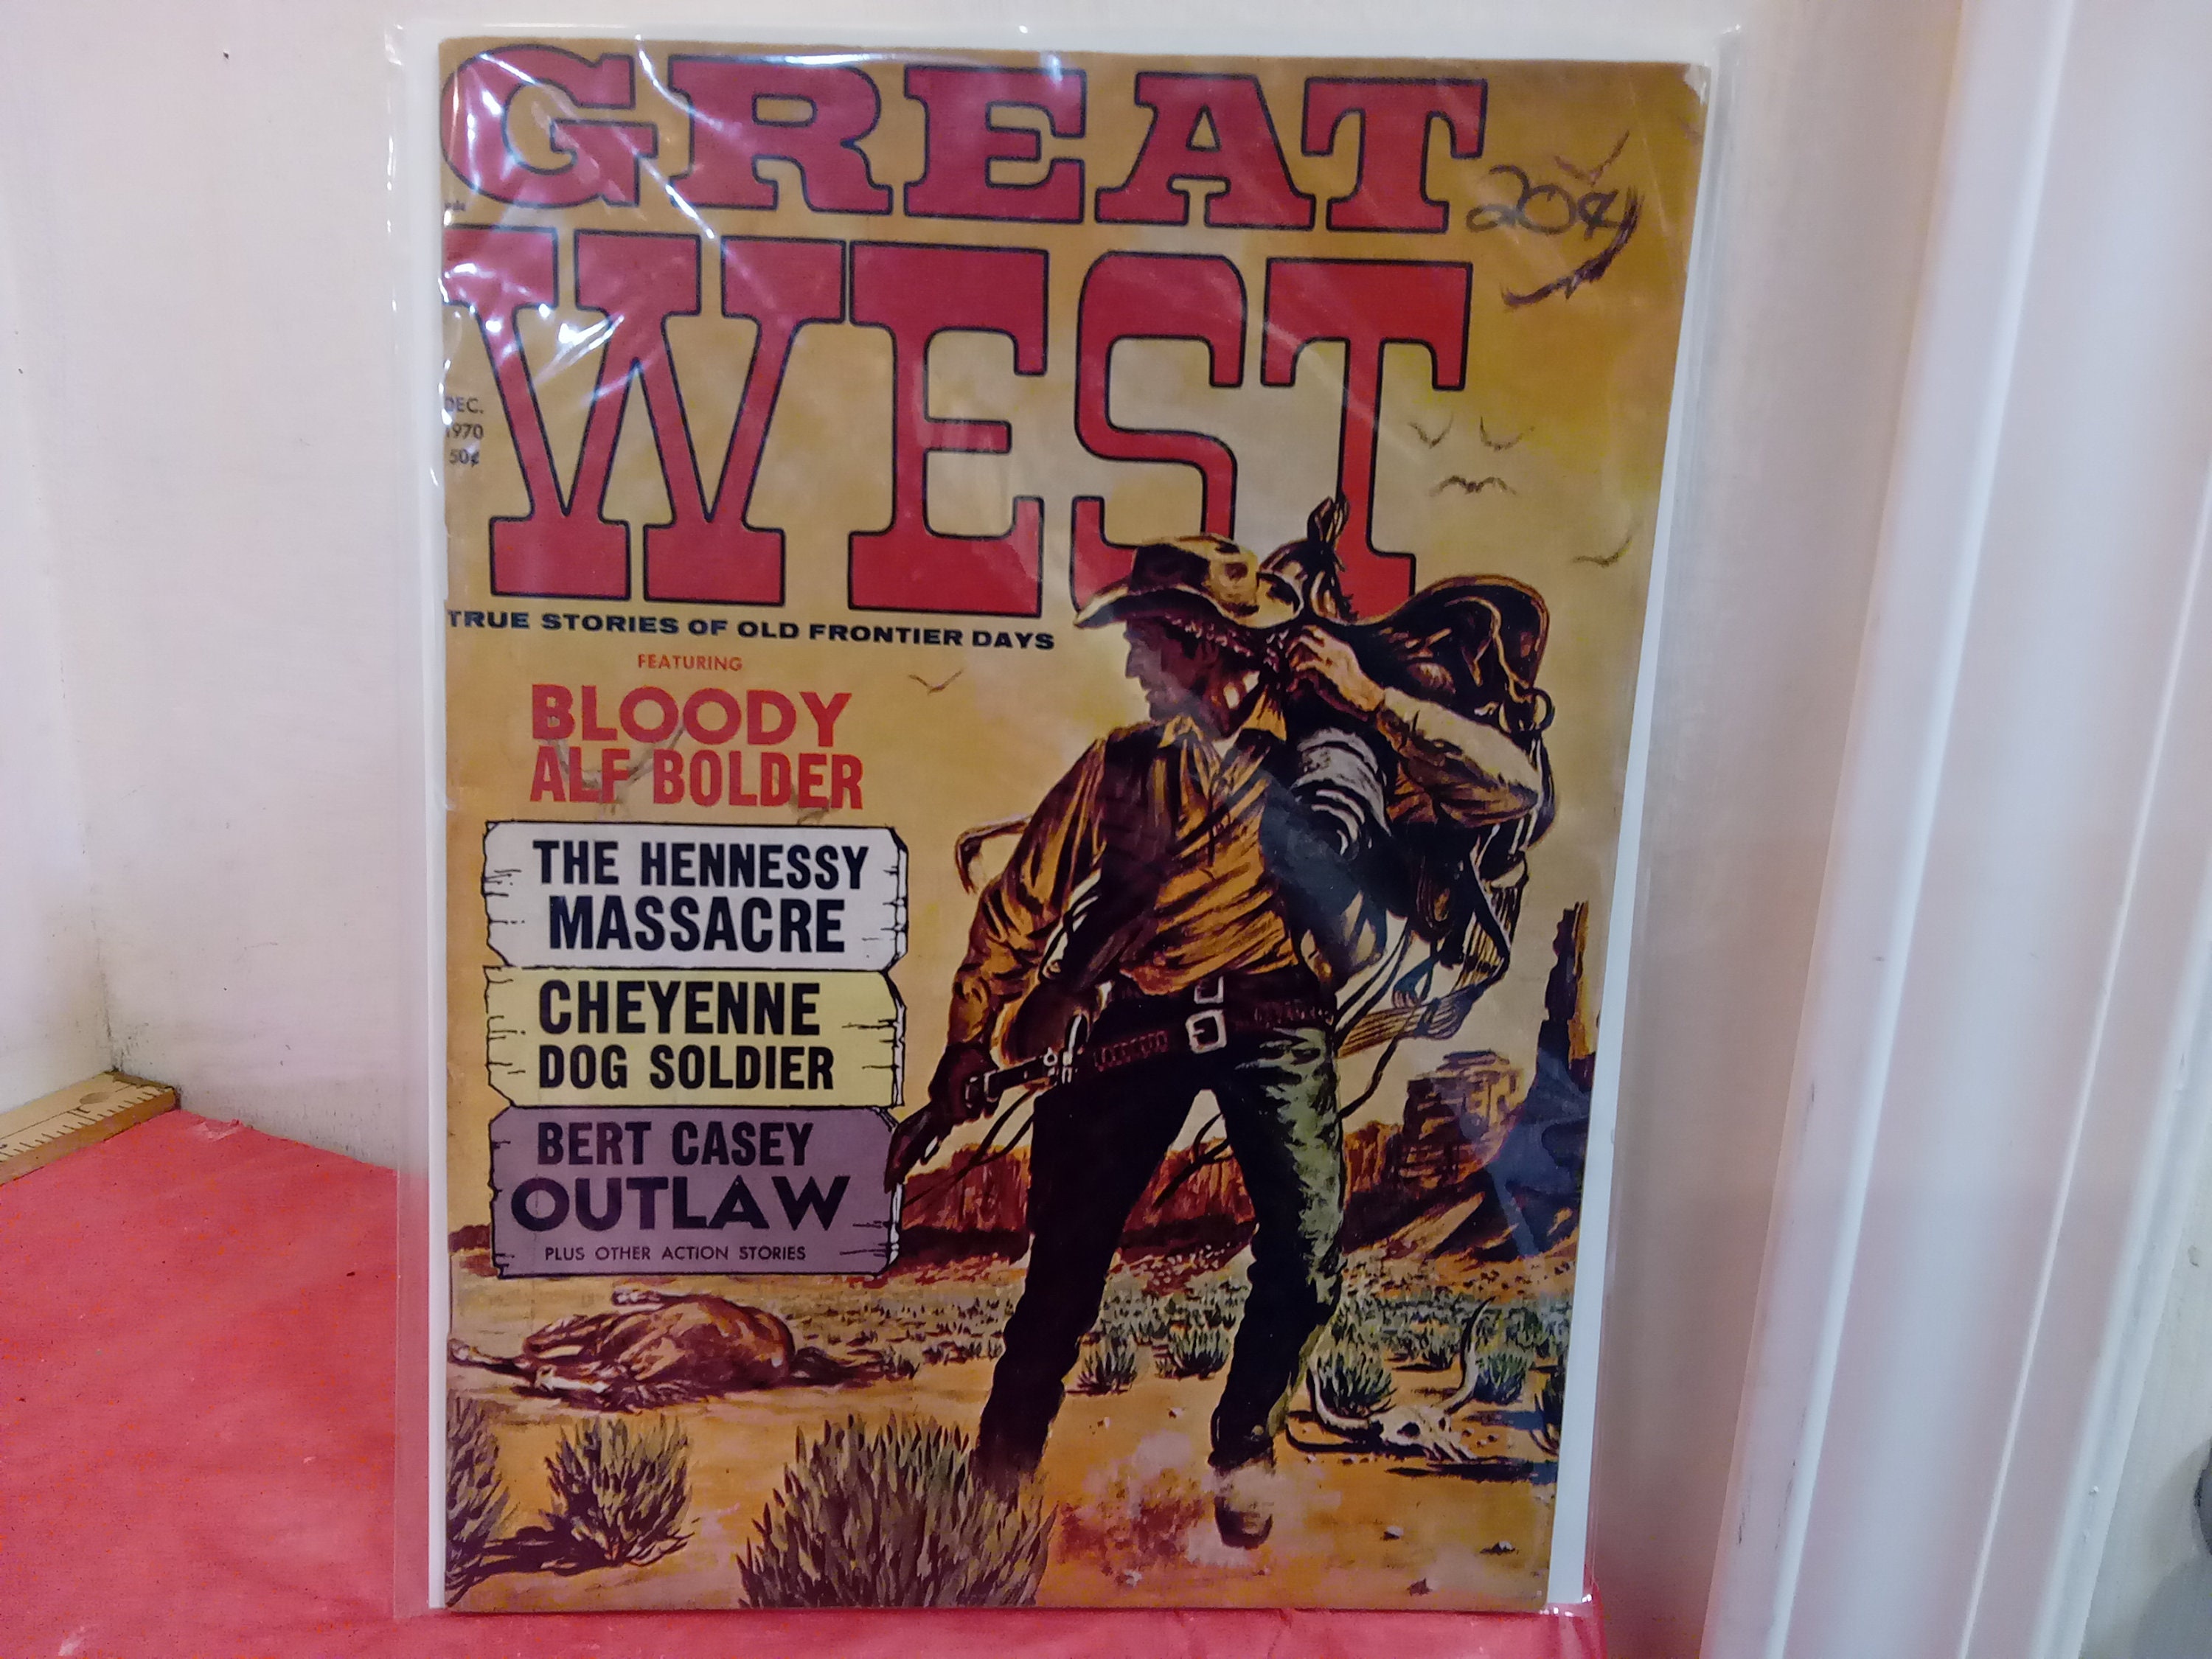 GREAT
20¢
WEST
DEC.
1970
50¢
TRUE STORIES OF OLD FRONTIER DAYS
FEATURING
BLOODY
ALF BOLDER
THE HENNESSY
MASSACRE
CHEYENNE
DOG SOLDIER
BERT CASEY
OUTLAW
PLUS OTHER ACTION STORIES